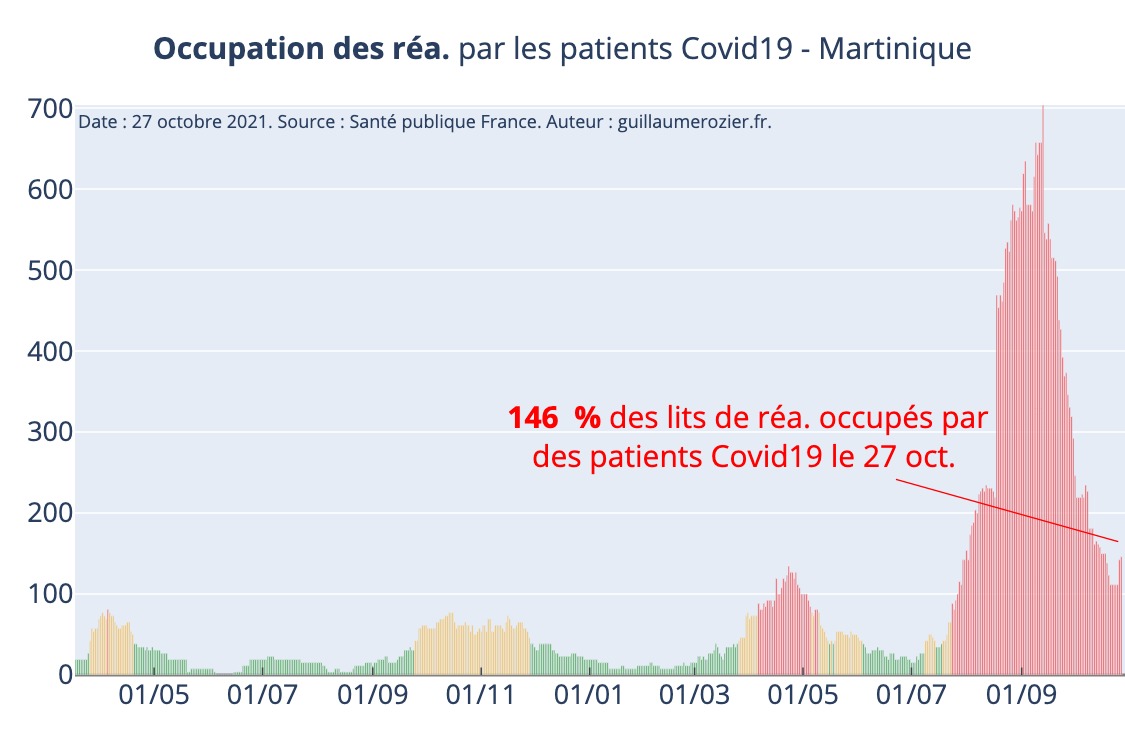 Occupation des réa. par les patients Covid19 - Martinique
700
Date : 27 octobre 2021. Source : Santé publique France. Auteur : guillaumerozier.fr.
600
500
400
146 % des lits de réa. occupés par
300
des patients Covid19 le 27 oct.
200
100
0
01/05 01/07 01/09 01/11 01/01 01/03 01/05 01/07 01/09